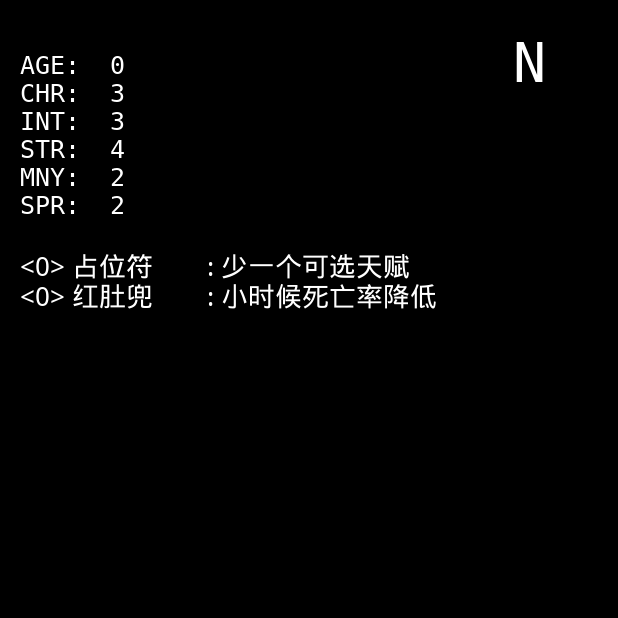 N
AGE: 0
CHR: 3
INT: 3
STR: 4
MNY: 2
SPR: 2
<O> 占位符 :少一个可选天赋
<O> 红肚兜 :小时候死亡率降低